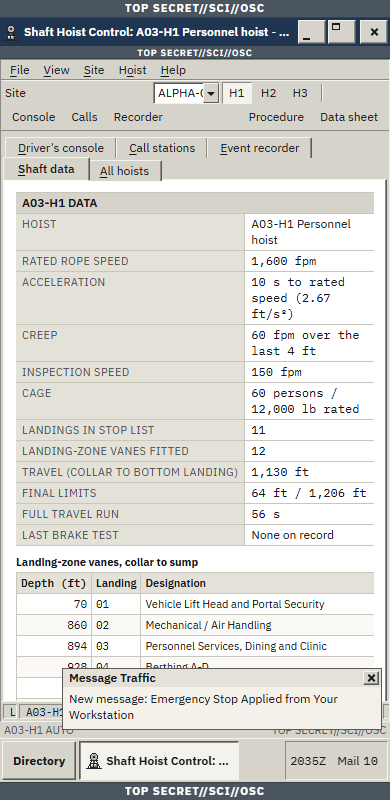 TOP SECRET//SCI//OSC
Shaft Hoist Control: A03-H1 Personnel hoist - ...
TOP SECRET//SCI//OSC
File View Site Hoist Help
Site ALPHA-0 H1 H2 H3
Console Calls Recorder Procedure Data sheet
Driver's console Call stations Event recorder
Shaft data All hoists
A03-H1 DATA
HOIST A03-H1 Personnel
hoist
RATED ROPE SPEED 1,600 fpm
ACCELERATION 10 s to rated
speed (2.67
ft/s²)
CREEP 60 fpm over the
last 4 ft
INSPECTION SPEED 150 fpm
CAGE 60 persons /
12,000 lb rated
LANDINGS IN STOP LIST 11
LANDING-ZONE VANES FITTED 12
TRAVEL (COLLAR TO BOTTOM LANDING) 1,130 ft
FINAL LIMITS 64 ft / 1,206 ft
FULL TRAVEL RUN 56 s
LAST BRAKE TEST None on record
Landing-zone vanes, collar to sump
Depth (ft) Landing Designation
70 01 Vehicle Lift Head and Portal Security
860 02 Mechanical / Air Handling
894 03 Personnel Services, Dining and Clinic
928 04 Berthing A-D
Message Traffic
New message: Emergency Stop Applied from Your
Workstation
L A03-H1
A03-H1 AUTO TOP SECRET//SCI//OSC
Directory Shaft Hoist Control: ... 2035Z Mail 10
TOP SECRET//SCI//OSC